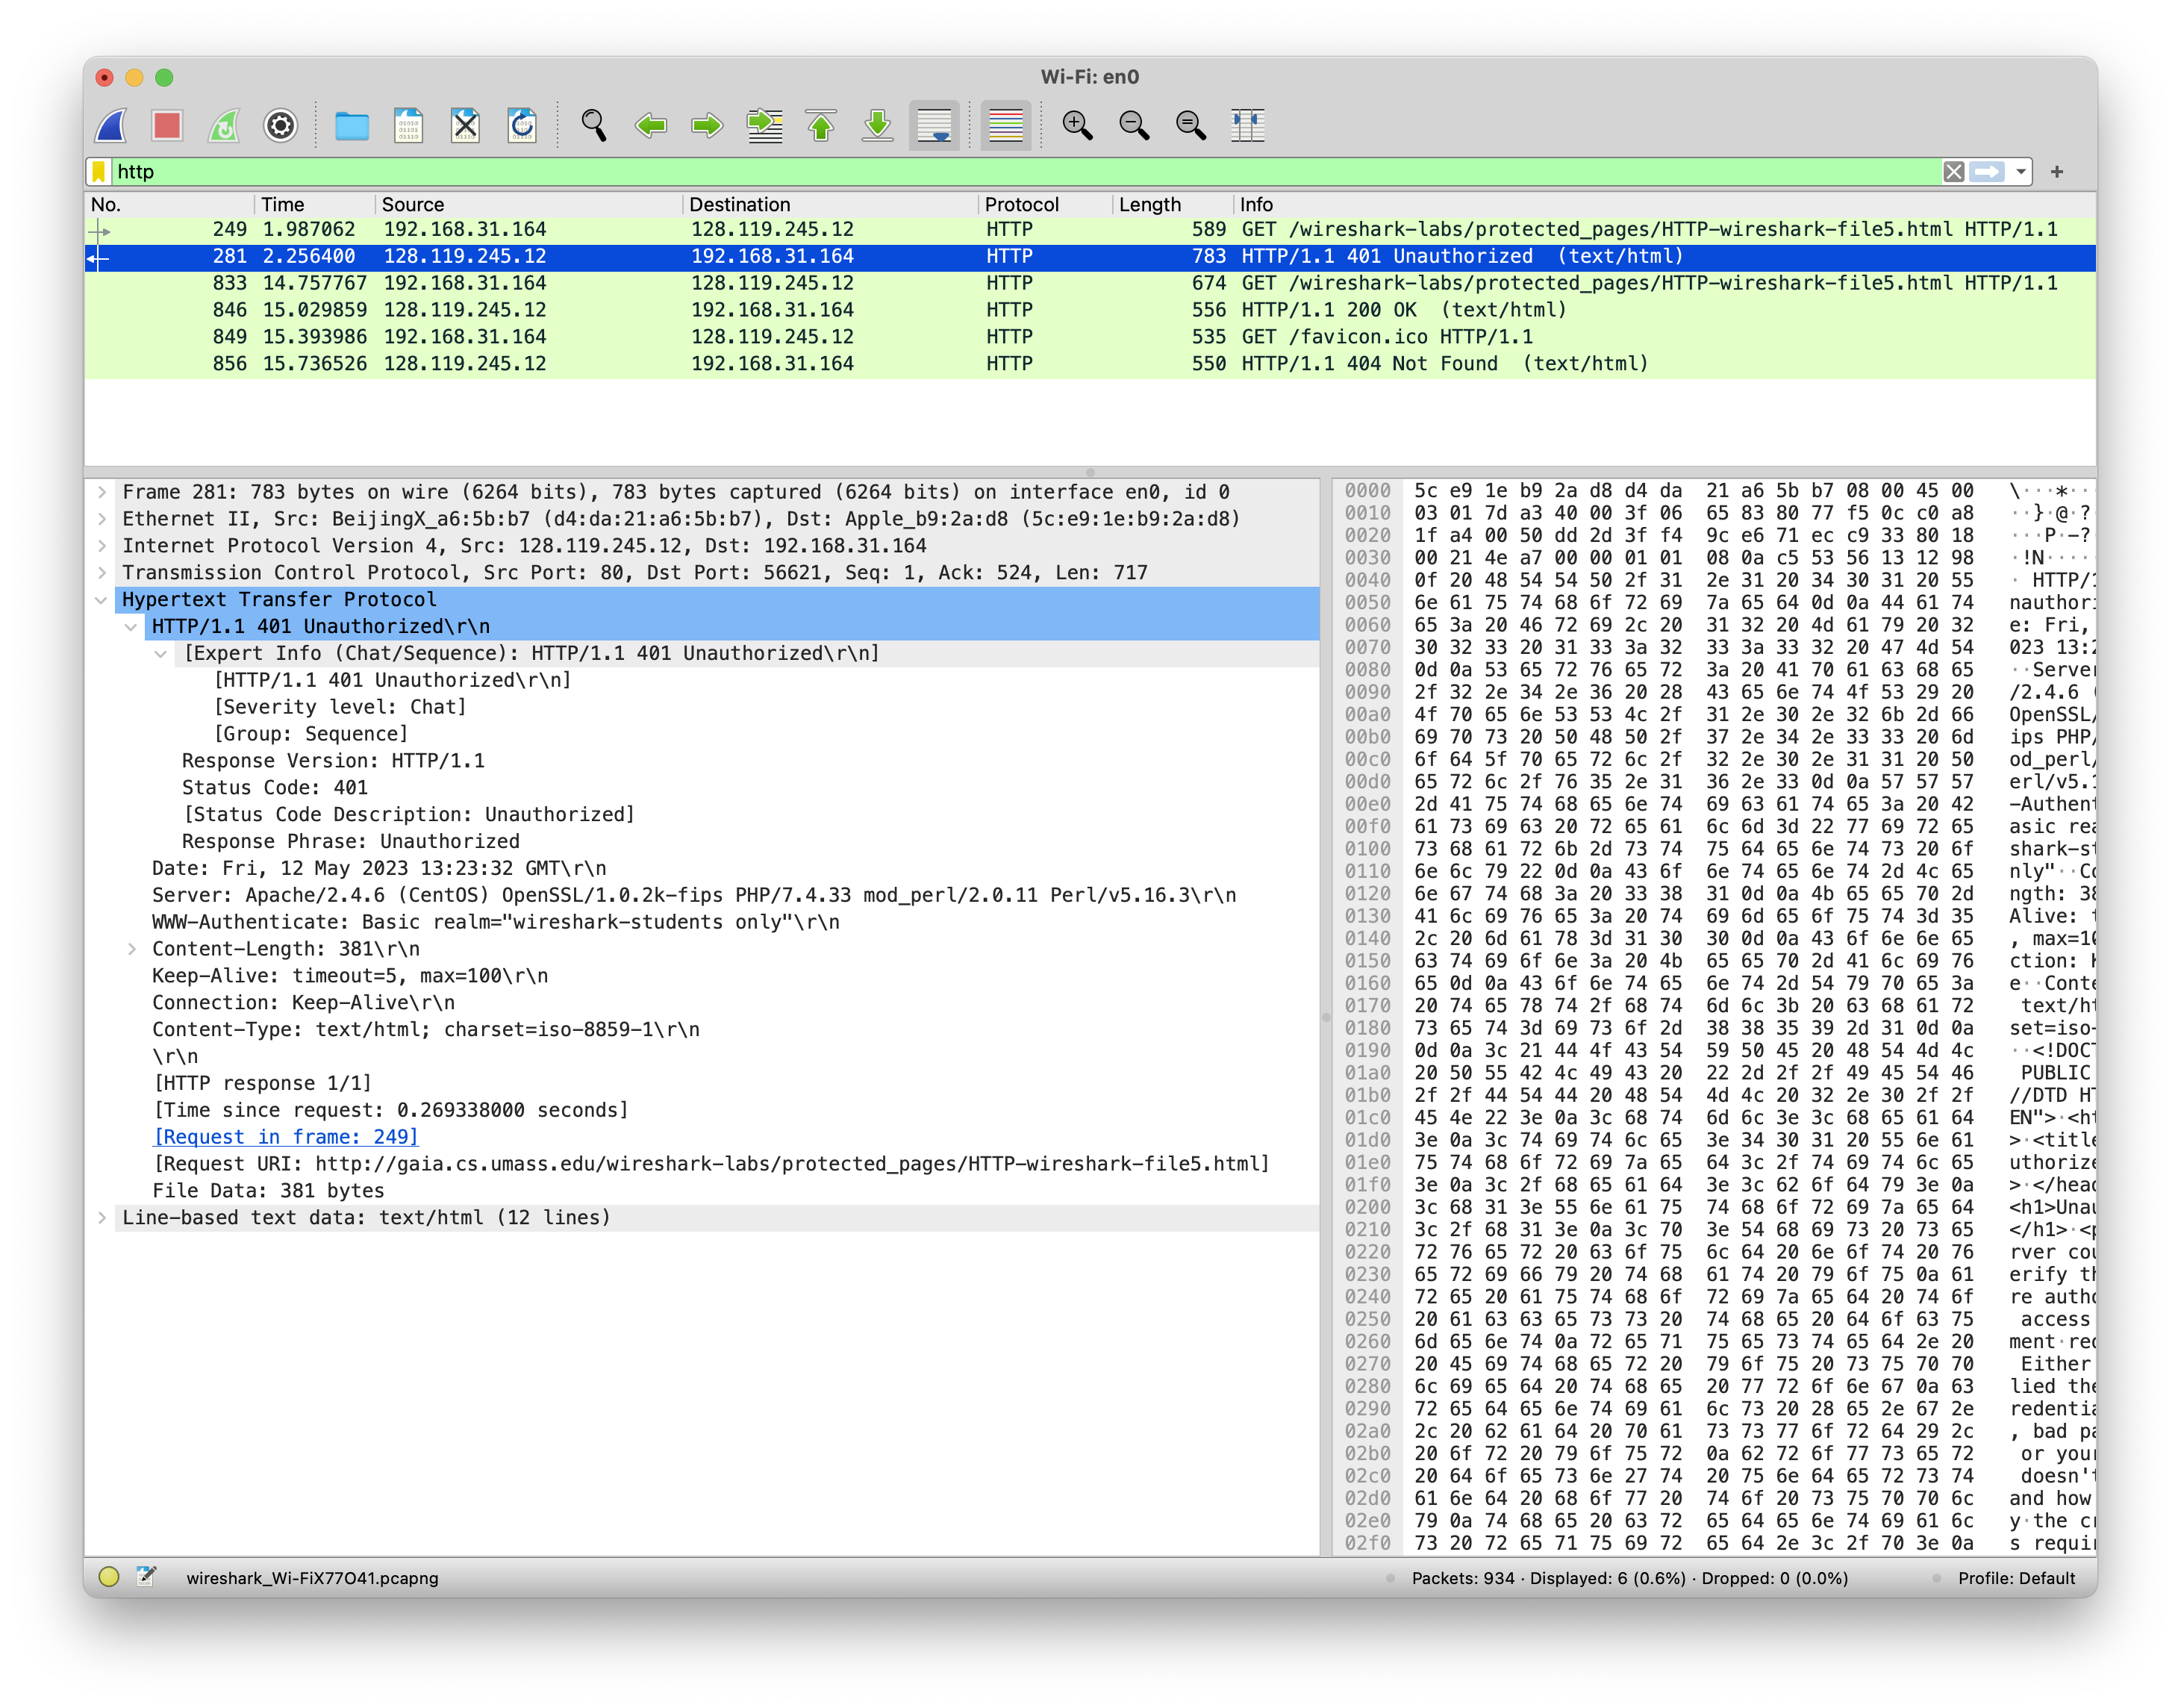 Wi-Fi: en0
http
No. Time Source Destination Protocol Length Info
249 1.987062 192.168.31.164 128.119.245.12 HTTP 589 GET /wireshark-labs/protected_pages/HTTP-wireshark-file5.html HTTP/1.1
281 2.256400 128.119.245.12 192.168.31.164 HTTP 783 HTTP/1.1 401 Unauthorized (text/html)
833 14.757767 192.168.31.164 128.119.245.12 HTTP 674 GET /wireshark-labs/protected_pages/HTTP-wireshark-file5.html HTTP/1.1
846 15.029859 128.119.245.12 192.168.31.164 HTTP 556 HTTP/1.1 200 OK (text/html)
849 15.393986 192.168.31.164 128.119.245.12 HTTP 535 GET /favicon.ico HTTP/1.1
856 15.736526 128.119.245.12 192.168.31.164 HTTP 550 HTTP/1.1 404 Not Found (text/html)
Frame 281: 783 bytes on wire (6264 bits), 783 bytes captured (6264 bits) on interface en0, id 0
Ethernet II, Src: BeijingX_a6:5b:b7 (d4:da:21:a6:5b:b7), Dst: Apple_b9:2a:d8 (5c:e9:1e:b9:2a:d8)
Internet Protocol Version 4, Src: 128.119.245.12, Dst: 192.168.31.164
Transmission Control Protocol, Src Port: 80, Dst Port: 56621, Seq: 1, Ack: 524, Len: 717
Hypertext Transfer Protocol
HTTP/1.1 401 Unauthorized\r\n
[Expert Info (Chat/Sequence): HTTP/1.1 401 Unauthorized\r\n]
[HTTP/1.1 401 Unauthorized\r\n]
[Severity level: Chat]
[Group: Sequence]
Response Version: HTTP/1.1
Status Code: 401
[Status Code Description: Unauthorized]
Response Phrase: Unauthorized
Date: Fri, 12 May 2023 13:23:32 GMT\r\n
Server: Apache/2.4.6 (CentOS) OpenSSL/1.0.2k-fips PHP/7.4.33 mod_perl/2.0.11 Perl/v5.16.3\r\n
WWW-Authenticate: Basic realm="wireshark-students only"\r\n
Content-Length: 381\r\n
Keep-Alive: timeout=5, max=100\r\n
Connection: Keep-Alive\r\n
Content-Type: text/html; charset=iso-8859-1\r\n
\r\n
[HTTP response 1/1]
[Time since request: 0.269338000 seconds]
[Request in frame: 249]
[Request URI: http://gaia.cs.umass.edu/wireshark-labs/protected_pages/HTTP-wireshark-file5.html]
File Data: 381 bytes
Line-based text data: text/html (12 lines)
0000 5c e9 1e b9 2a d8 d4 da 21 a6 5b b7 08 00 45 00 \···*···
0010 03 01 7d a3 40 00 3f 06 65 83 80 77 f5 0c c0 a8 ··}·@·?·
0020 1f a4 00 50 dd 2d 3f f4 9c e6 71 ec c9 33 80 18 ···P·-?·
0030 00 21 4e a7 00 00 01 01 08 0a c5 53 56 13 12 98 ·!N·····
0040 0f 20 48 54 54 50 2f 31 2e 31 20 34 30 31 20 55 · HTTP/1
0050 6e 61 75 74 68 6f 72 69 7a 65 64 0d 0a 44 61 74 nauthori
0060 65 3a 20 46 72 69 2c 20 31 32 20 4d 61 79 20 32 e: Fri,
0070 30 32 33 20 31 33 3a 32 33 3a 33 32 20 47 4d 54 023 13:2
0080 0d 0a 53 65 72 76 65 72 3a 20 41 70 61 63 68 65 ··Server
0090 2f 32 2e 34 2e 36 20 28 43 65 6e 74 4f 53 29 20 /2.4.6 (
00a0 4f 70 65 6e 53 53 4c 2f 31 2e 30 2e 32 6b 2d 66 OpenSSL/
00b0 69 70 73 20 50 48 50 2f 37 2e 34 2e 33 33 20 6d ips PHP/
00c0 6f 64 5f 70 65 72 6c 2f 32 2e 30 2e 31 31 20 50 od_perl/
00d0 65 72 6c 2f 76 35 2e 31 36 2e 33 0d 0a 57 57 57 erl/v5.1
00e0 2d 41 75 74 68 65 6e 74 69 63 61 74 65 3a 20 42 -Authent
00f0 61 73 69 63 20 72 65 61 6c 6d 3d 22 77 69 72 65 asic rea
0100 73 68 61 72 6b 2d 73 74 75 64 65 6e 74 73 20 6f shark-st
0110 6e 6c 79 22 0d 0a 43 6f 6e 74 65 6e 74 2d 4c 65 nly"··Co
0120 6e 67 74 68 3a 20 33 38 31 0d 0a 4b 65 65 70 2d ngth: 38
0130 41 6c 69 76 65 3a 20 74 69 6d 65 6f 75 74 3d 35 Alive: t
0140 2c 20 6d 61 78 3d 31 30 30 0d 0a 43 6f 6e 6e 65 , max=10
0150 63 74 69 6f 6e 3a 20 4b 65 65 70 2d 41 6c 69 76 ction: K
0160 65 0d 0a 43 6f 6e 74 65 6e 74 2d 54 79 70 65 3a e··Conte
0170 20 74 65 78 74 2f 68 74 6d 6c 3b 20 63 68 61 72 text/ht
0180 73 65 74 3d 69 73 6f 2d 38 38 35 39 2d 31 0d 0a set=iso-
0190 0d 0a 3c 21 44 4f 43 54 59 50 45 20 48 54 4d 4c ··<!DOCT
01a0 20 50 55 42 4c 49 43 20 22 2d 2f 2f 49 45 54 46 PUBLIC
01b0 2f 2f 44 54 44 20 48 54 4d 4c 20 32 2e 30 2f 2f //DTD HT
01c0 45 4e 22 3e 0a 3c 68 74 6d 6c 3e 3c 68 65 61 64 EN">·<ht
01d0 3e 0a 3c 74 69 74 6c 65 3e 34 30 31 20 55 6e 61 >·<title
01e0 75 74 68 6f 72 69 7a 65 64 3c 2f 74 69 74 6c 65 uthorize
01f0 3e 0a 3c 2f 68 65 61 64 3e 3c 62 6f 64 79 3e 0a >·</head
0200 3c 68 31 3e 55 6e 61 75 74 68 6f 72 69 7a 65 64 <h1>Unau
0210 3c 2f 68 31 3e 0a 3c 70 3e 54 68 69 73 20 73 65 </h1>·<p
0220 72 76 65 72 20 63 6f 75 6c 64 20 6e 6f 74 20 76 rver cou
0230 65 72 69 66 79 20 74 68 61 74 20 79 6f 75 0a 61 erify th
0240 72 65 20 61 75 74 68 6f 72 69 7a 65 64 20 74 6f re autho
0250 20 61 63 63 65 73 73 20 74 68 65 20 64 6f 63 75 access
0260 6d 65 6e 74 0a 72 65 71 75 65 73 74 65 64 2e 20 ment·req
0270 20 45 69 74 68 65 72 20 79 6f 75 20 73 75 70 70 Either
0280 6c 69 65 64 20 74 68 65 20 77 72 6f 6e 67 0a 63 lied the
0290 72 65 64 65 6e 74 69 61 6c 73 20 28 65 2e 67 2e redentia
02a0 2c 20 62 61 64 20 70 61 73 73 77 6f 72 64 29 2c , bad pa
02b0 20 6f 72 20 79 6f 75 72 0a 62 72 6f 77 73 65 72 or your
02c0 20 64 6f 65 73 6e 27 74 20 75 6e 64 65 72 73 74 doesn't
02d0 61 6e 64 20 68 6f 77 20 74 6f 20 73 75 70 70 6c and how
02e0 79 0a 74 68 65 20 63 72 65 64 65 6e 74 69 61 6c y·the cr
02f0 73 20 72 65 71 75 69 72 65 64 2e 3c 2f 70 3e 0a s requir
wireshark_Wi-FiX77O41.pcapng
Packets: 934 · Displayed: 6 (0.6%) · Dropped: 0 (0.0%)
Profile: Default